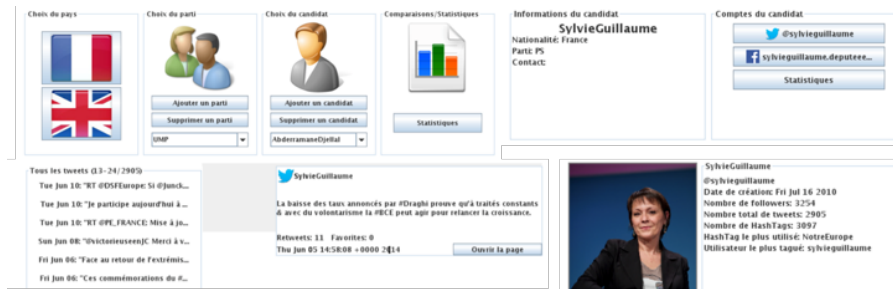 Choix du pays
Choix du parti
Ajouter un parti
Supprimer un parti
UMP
Choix du candidat
Ajouter un candidat
Supprimer un candidat
AbderramaneDjellal
Comparaisons/Statistiques
Statistiques
Informations du candidat
SylvieGuillaume
Nationalité: France
Parti: PS
Contact:
Comptes du candidat
@sylvieguillaume
sylvieguillaume.deputeee...
Statistiques
Tous les tweets (13-24/2905)
Tue Jun 10: "RT @DSFEurope: Si @Junck...
Tue Jun 10: "Je participe aujourd'hui à ...
Tue Jun 10: "RT @PE_FRANCE: Mise à jo...
Sun Jun 08: "@victorieuseenJC Merci à v...
Fri Jun 06: "Face au retour de l'extrémis...
Fri Jun 06: "Ces commémorations du #...
SylvieGuillaume
La baisse des taux annoncés par #Draghi prouve qu'à traités constants
& avec du volontarisme la #BCE peut agir pour relancer la croissance.
Retweets: 11 Favorites: 0
Thu Jun 05 14:58:08 +0000 2014
Ouvrir la page
SylvieGuillaume
@sylvieguillaume
Date de création: Fri Jul 16 2010
Nombre de followers: 3254
Nombre total de tweets: 2905
Nombre de HashTags: 3097
HashTag le plus utilisé: NotreEurope
Utilisateur le plus tagué: sylvieguillaume